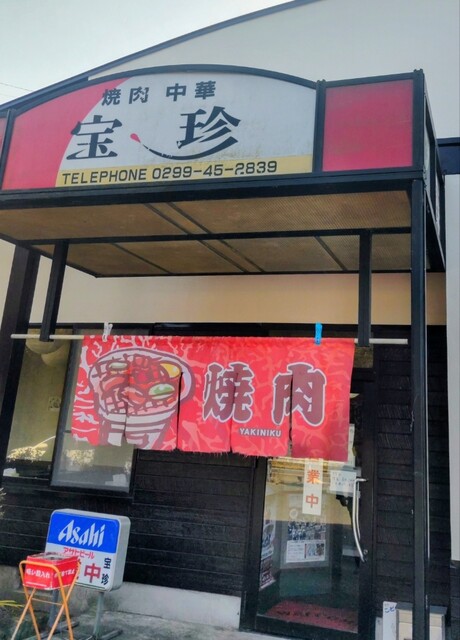 焼肉 中華
宝珍
TELEPHONE 0299-45-2839
焼肉
YAKINIKU
業中
Asahi
アサヒビール
宝珍
中